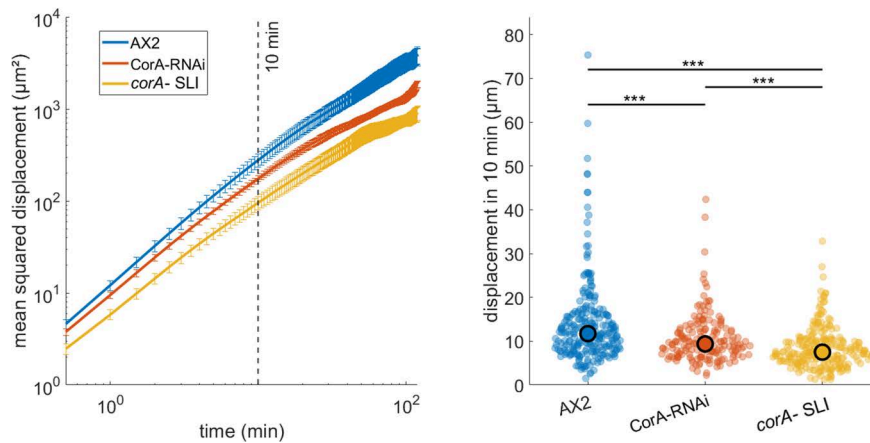 AX2
CorA-RNAi
corA- SLI
10 min
mean squared displacement (µm²)
10⁴
10³
10²
10¹
10⁰
10⁰
10¹
10²
time (min)
displacement in 10 min (µm)
80
70
60
50
40
30
20
10
0
***
***
***
AX2
CorA-RNAi
corA- SLI